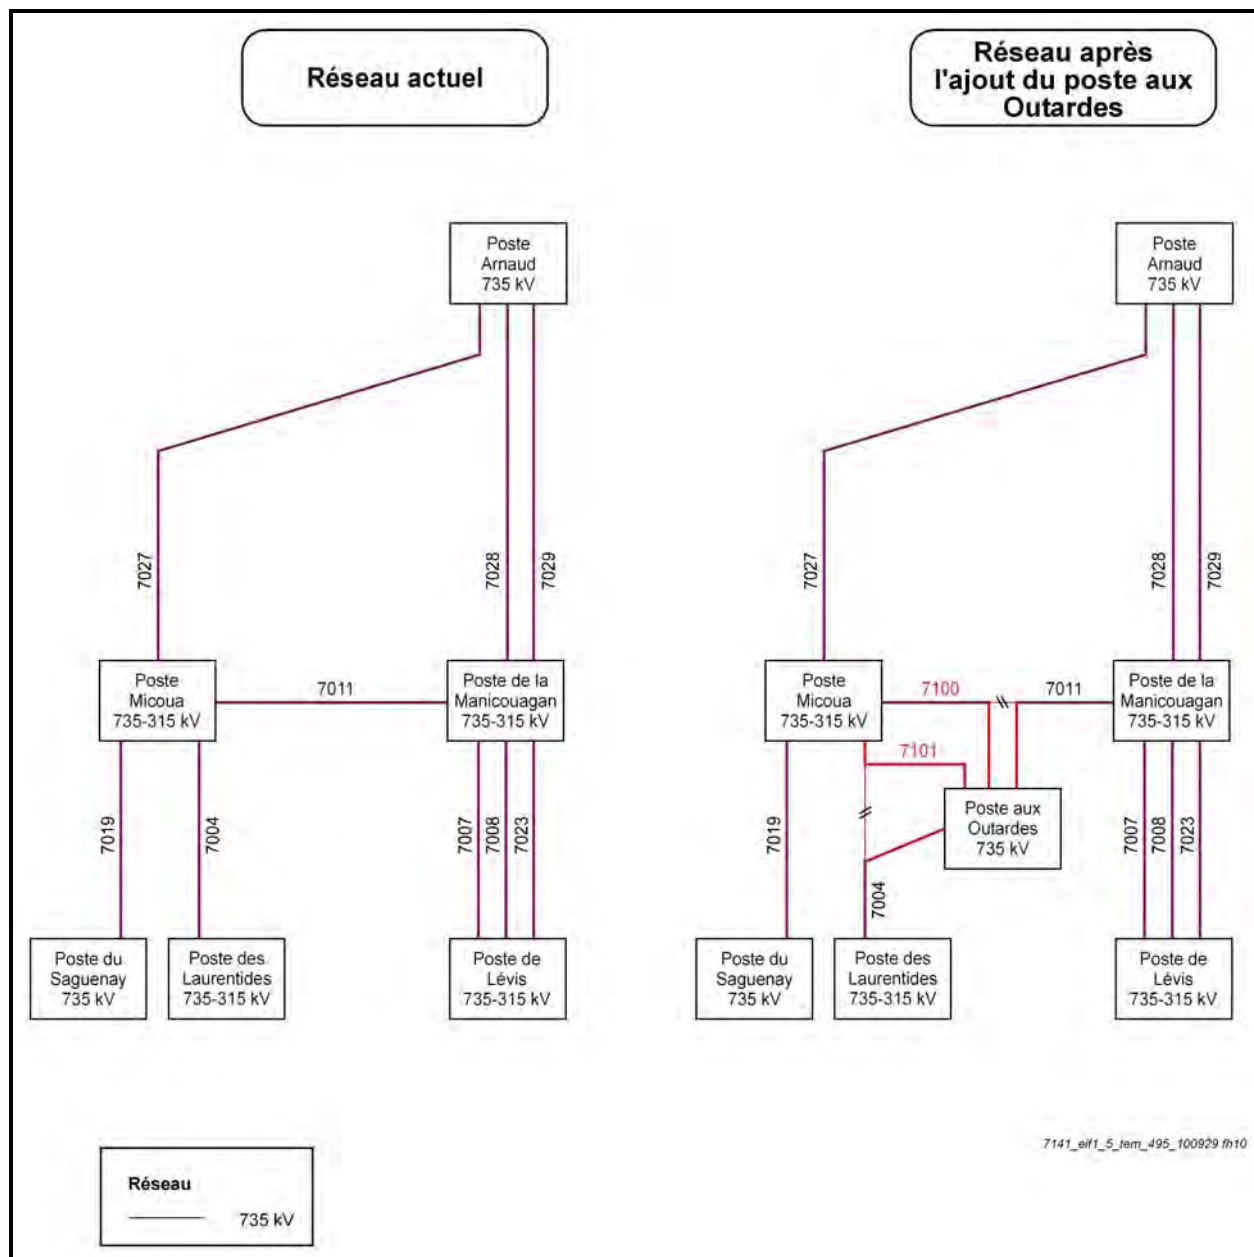 Réseau actuel
Réseau après
l'ajout du poste aux
Outardes
Poste
Arnaud
735 kV
7027
7028
7029
Poste
Micoua
735-315 kV
7011
Poste de la
Manicouagan
735-315 kV
7019
7004
7007
7008
7023
Poste du
Saguenay
735 kV
Poste des
Laurentides
735-315 kV
Poste de
Lévis
735-315 kV
Poste
Arnaud
735 kV
7027
7028
7029
Poste
Micoua
735-315 kV
7100
7011
Poste de la
Manicouagan
735-315 kV
7101
Poste aux
Outardes
735 kV
7019
7004
7007
7008
7023
Poste du
Saguenay
735 kV
Poste des
Laurentides
735-315 kV
Poste de
Lévis
735-315 kV
7141_eif1_5_tem_495_100929.fh10
Réseau
735 kV